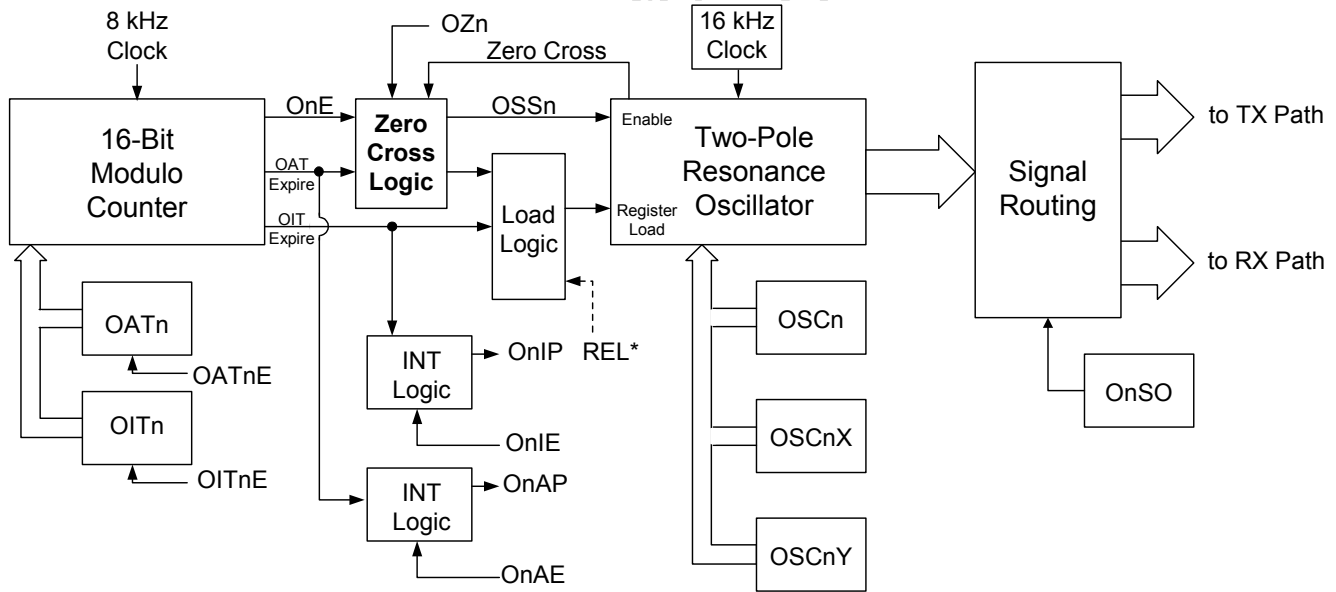 8 kHz
Clock
OZn
16 kHz
Clock
Zero Cross
OnE
OSSn
16-Bit
Modulo
Counter
Zero
Cross
Logic
Enable
Two-Pole
Resonance
Oscillator
Signal
Routing
to TX Path
OAT
Expire
OIT
Expire
Load
Logic
Register
Load
to RX Path
OATn
OATnE
OITn
OITnE
INT
Logic
OnIP
REL*
OnIE
INT
Logic
OnAP
OnAE
OSCn
OSCnX
OSCnY
OnSO